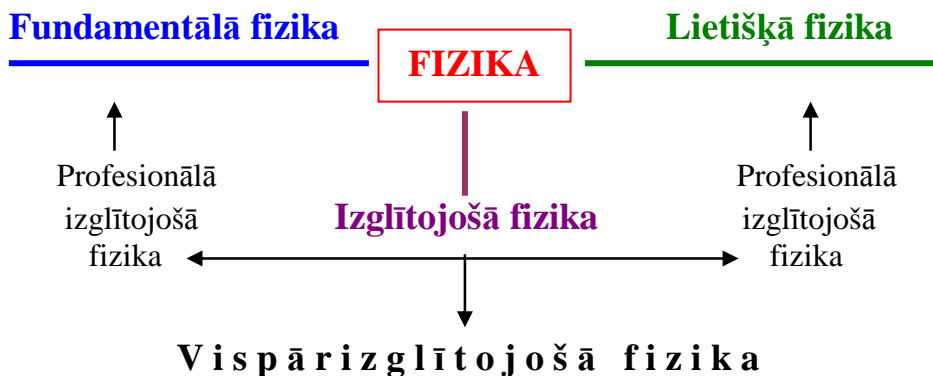 Fundamentālā fizika
FIZIKA
Lietišķā fizika
Profesionālā
izglītojošā
fizika
Izglītojošā fizika
Profesionālā
izglītojošā
fizika
Vispārizglītojošā fizika